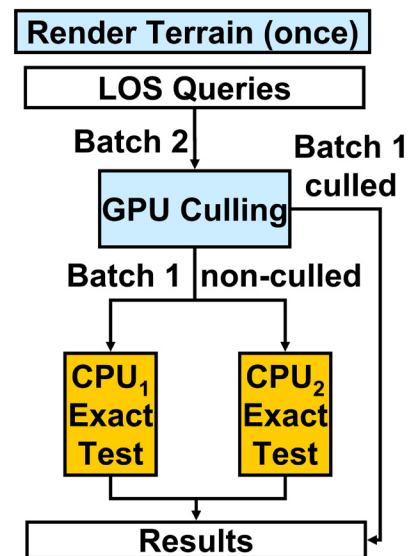 Render Terrain (once)
LOS Queries
Batch 2
Batch 1
culled
GPU Culling
Batch 1 non-culled
CPU₁
Exact
Test
CPU₂
Exact
Test
Results